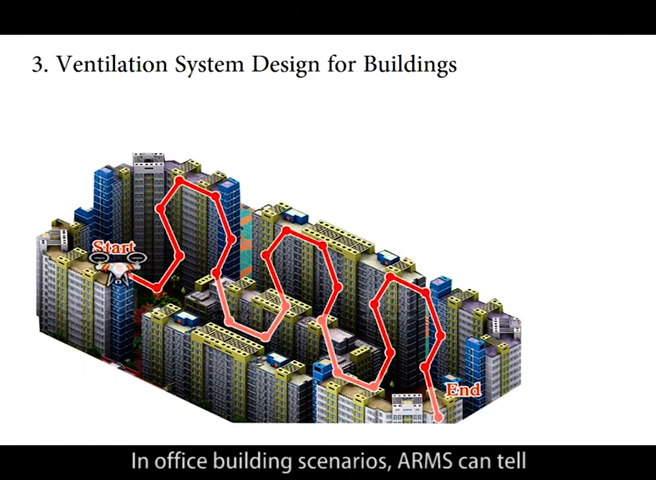 3. Ventilation System Design for Buildings
Start
End
In office building scenarios, ARMS can tell